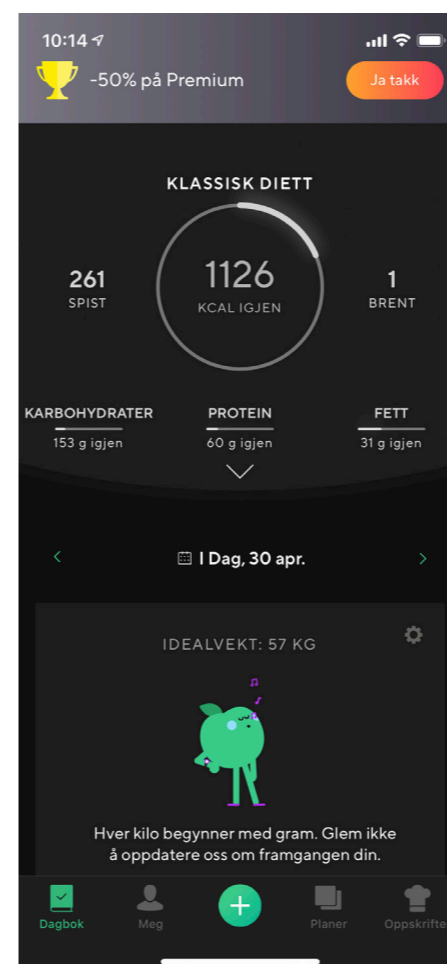 10:14
-50% på Premium
Ja takk
KLASSISK DIETT
261
SPIST
1126
KCAL IGJEN
1
BRENT
KARBOHYDRATER
153 g igjen
PROTEIN
60 g igjen
FETT
31 g igjen
I Dag, 30 apr.
IDEALVEKT: 57 KG
Hver kilo begynner med gram. Glem ikke
å oppdatere oss om framgangen din.
Dagbok
Meg
Planer
Oppskrifte